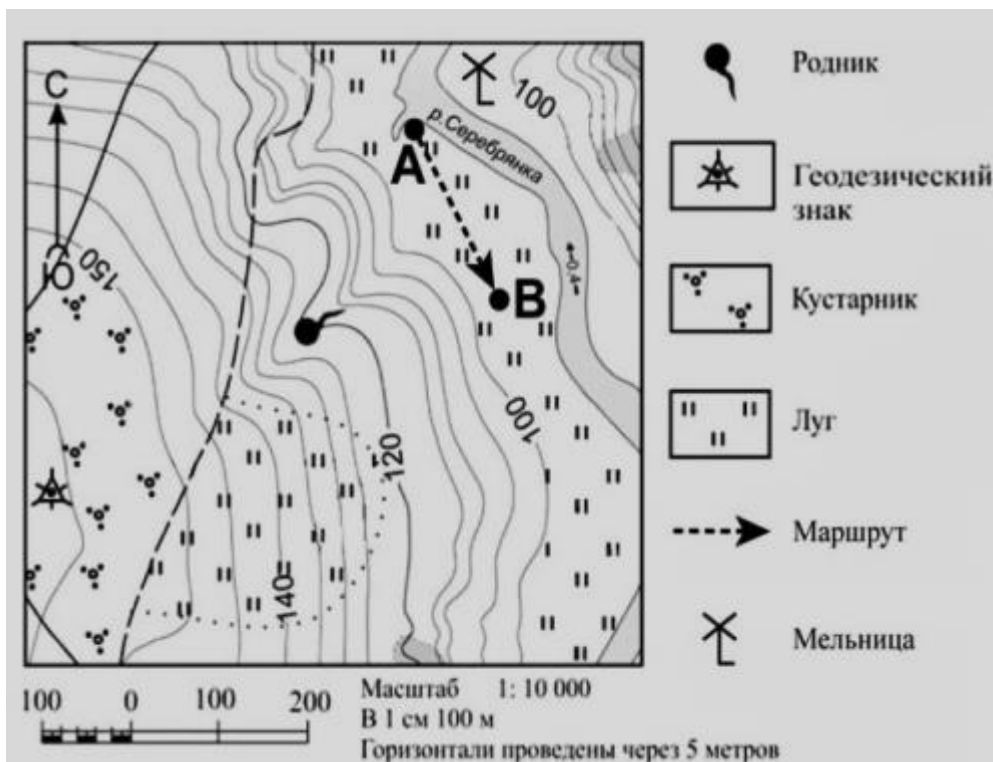 С
Ю
150
А
р. Серебрянка
100
В
0,4
120
100
140
Родник
Геодезический
знак
Кустарник
Луг
Маршрут
Мельница
100 0 100 200
Масштаб 1: 10 000
В 1 см 100 м
Горизонтали проведены через 5 метров